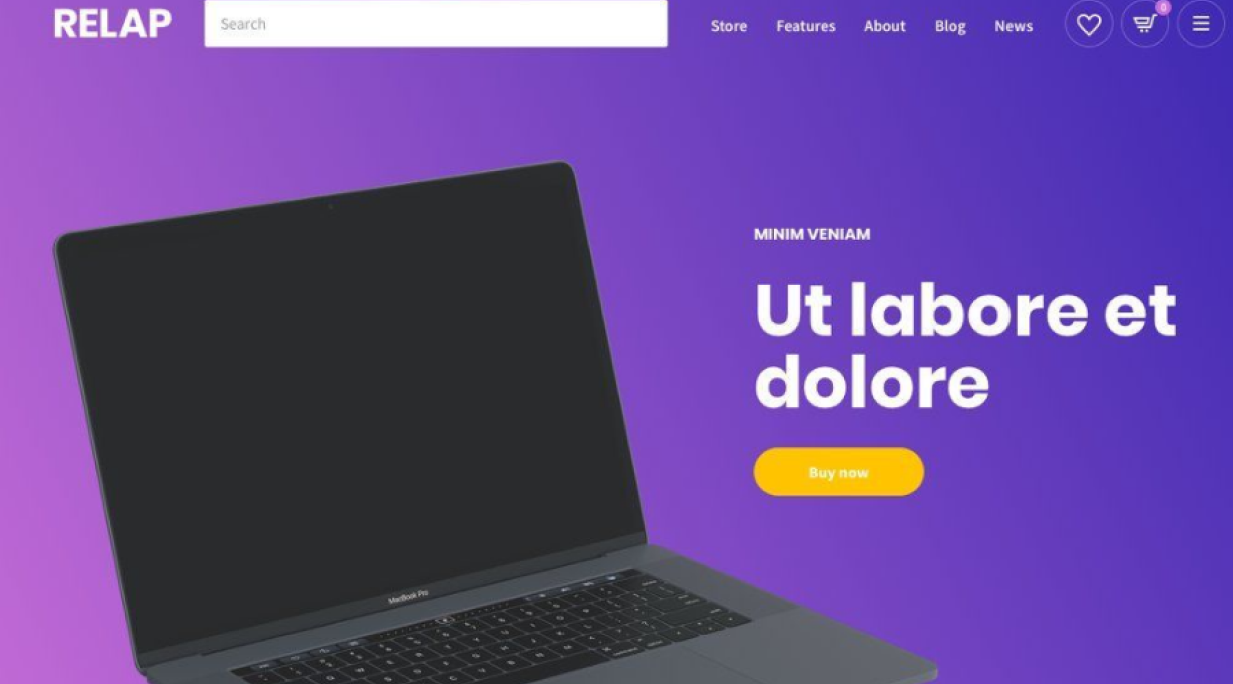 RELAP
Search
Store Features About Blog News
0
MINIM VENIAM
Ut labore et
dolore
Buy now
MacBook Pro